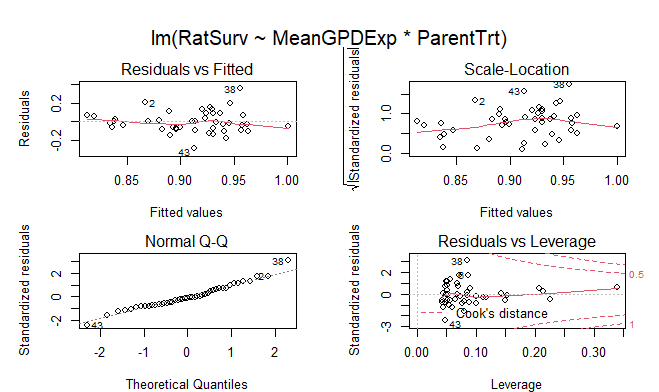 lm(RatSurv ~ MeanGPDExp * ParentTrt)
Residuals vs Fitted
Residuals
0.2
-0.2
38
2
43
0.85 0.90 0.95 1.00
Fitted values
Scale-Location
√|Standardized residuals|
1.0
0.0
38
43
2
0.85 0.90 0.95 1.00
Fitted values
Normal Q-Q
Standardized residuals
2
0
-2
38
2
43
-2 -1 0 1 2
Theoretical Quantiles
Residuals vs Leverage
Standardized residuals
2
0
-3
38
2
43
Cook's distance
0.5
1
0.00 0.10 0.20 0.30
Leverage